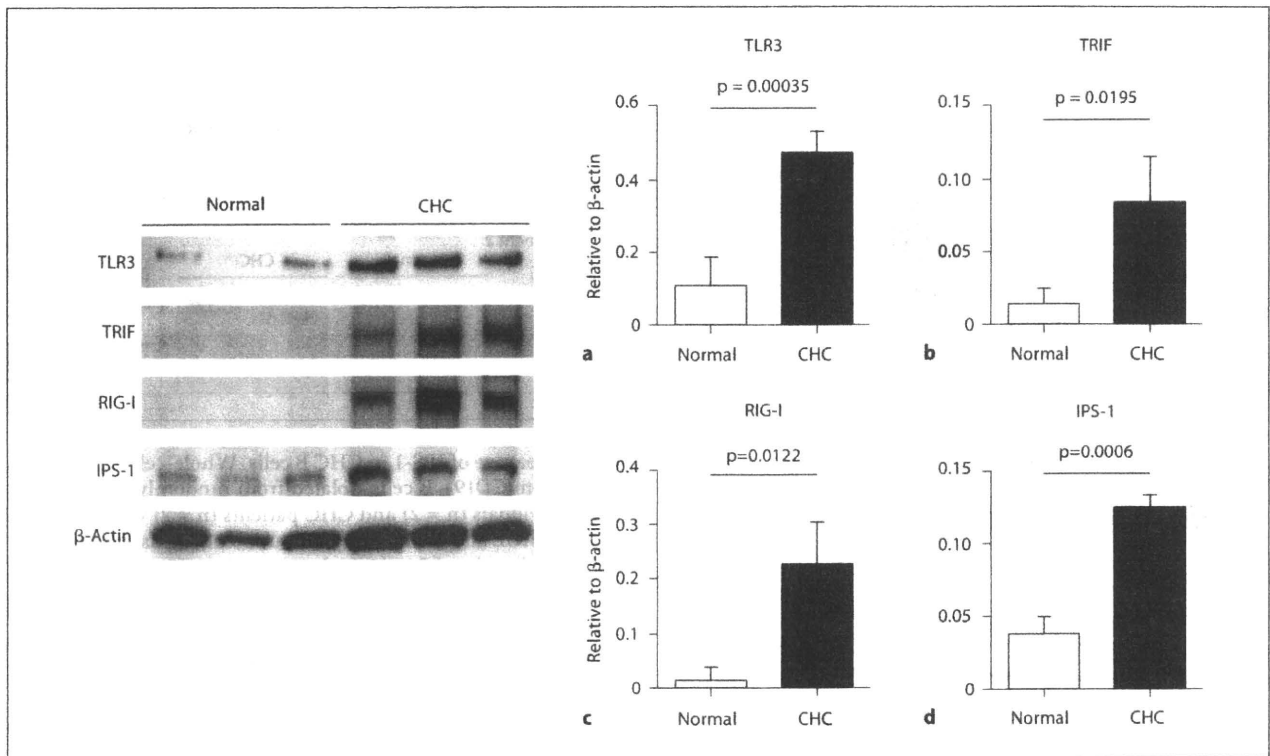 Normal CHC
TLR3
TRIF
RIG-I
IPS-1
β-Actin
TLR3
p = 0.00035
Relative to β-actin
0.6
0.4
0.2
0
Normal CHC
a
TRIF
p = 0.0195
0.15
0.10
0.05
0
Normal CHC
b
RIG-I
p=0.0122
Relative to β-actin
0.4
0.3
0.2
0.1
0
Normal CHC
c
IPS-1
p=0.0006
0.15
0.10
0.05
0
Normal CHC
d